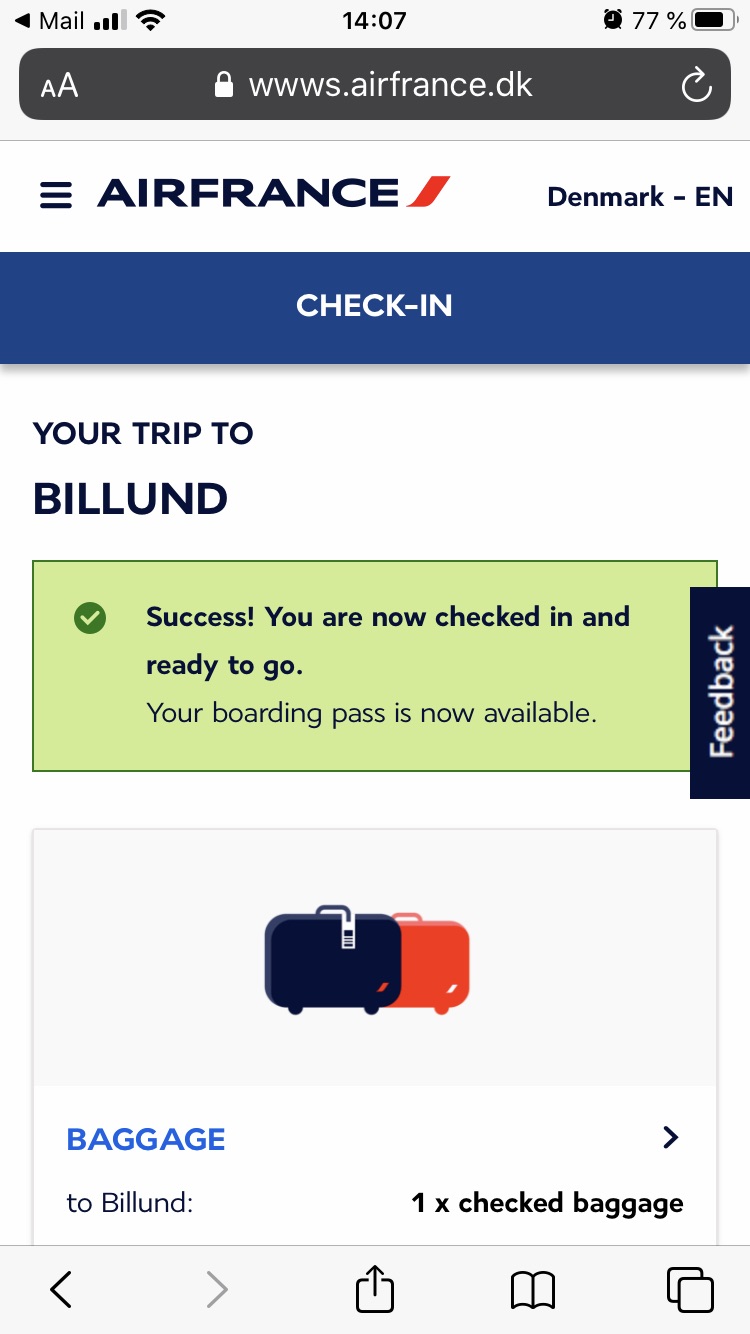 Mail
14:07
77 %
AA
wwws.airfrance.dk
AIRFRANCE
Denmark - EN
CHECK-IN
YOUR TRIP TO
BILLUND
Success! You are now checked in and
ready to go.
Your boarding pass is now available.
Feedback
BAGGAGE
to Billund:
1 x checked baggage